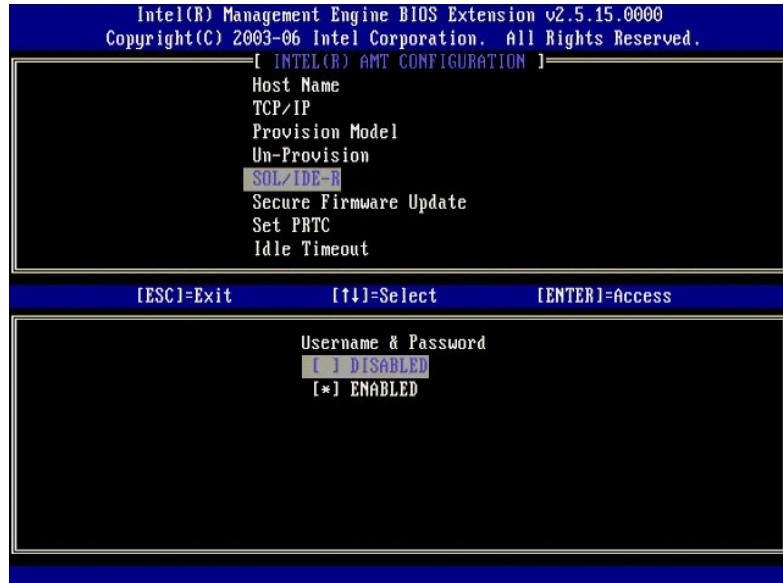 Intel(R) Management Engine BIOS Extension v2.5.15.0000
Copyright(C) 2003-06 Intel Corporation. All Rights Reserved.
[ INTEL(R) AMT CONFIGURATION ]
Host Name
TCP/IP
Provision Model
Un-Provision
SOL/IDE-R
Secure Firmware Update
Set PRTC
Idle Timeout
[ESC]=Exit [↑↓]=Select [ENTER]=Access
Username & Password
[ ] DISABLED
[*] ENABLED